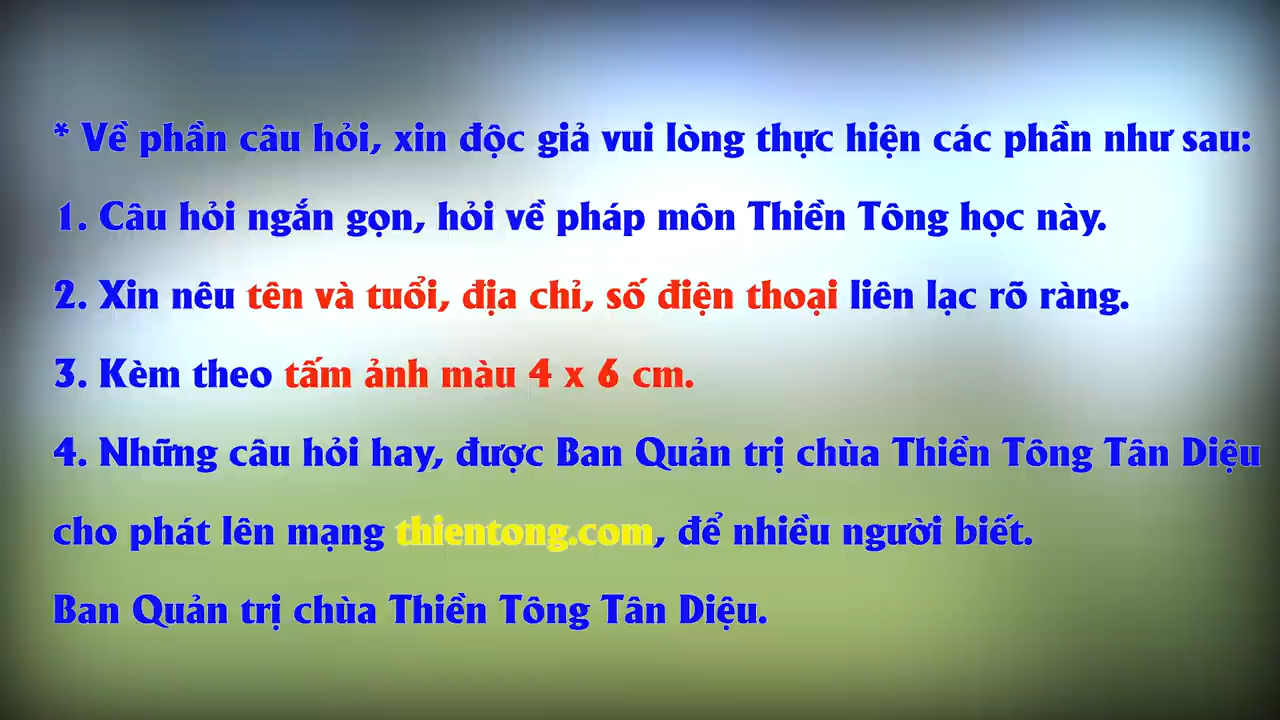 * Về phần câu hỏi, xin độc giả vui lòng thực hiện các phần như sau:
1. Câu hỏi ngắn gọn, hỏi về pháp môn Thiền Tông học này.
2. Xin nêu tên và tuổi, địa chỉ, số điện thoại liên lạc rõ ràng.
3. Kèm theo tấm ảnh màu 4 x 6 cm.
4. Những câu hỏi hay, được Ban Quản trị chùa Thiền Tông Tân Diệu
cho phát lên mạng thientong.com, để nhiều người biết.
Ban Quản trị chùa Thiền Tông Tân Diệu.